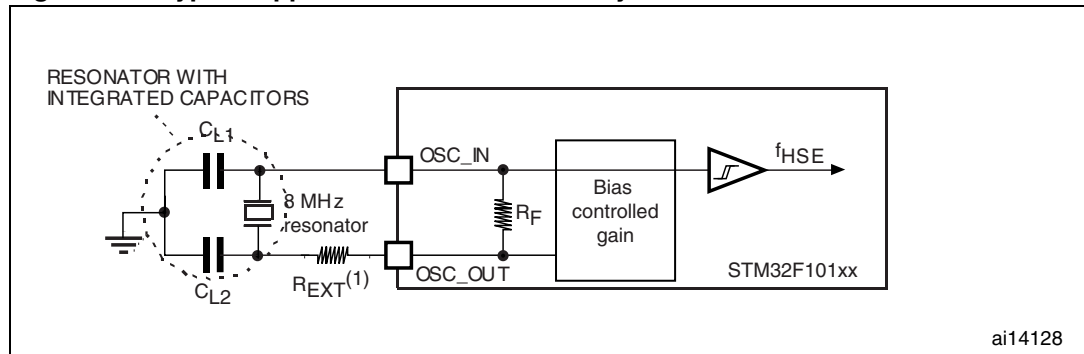 RESONATOR WITH
INTEGRATED CAPACITORS
CL1
OSC_IN
fHSE
8 MHz
resonator
RF
Bias
controlled
gain
OSC_OUT
STM32F101xx
REXT(1)
CL2
ai14128